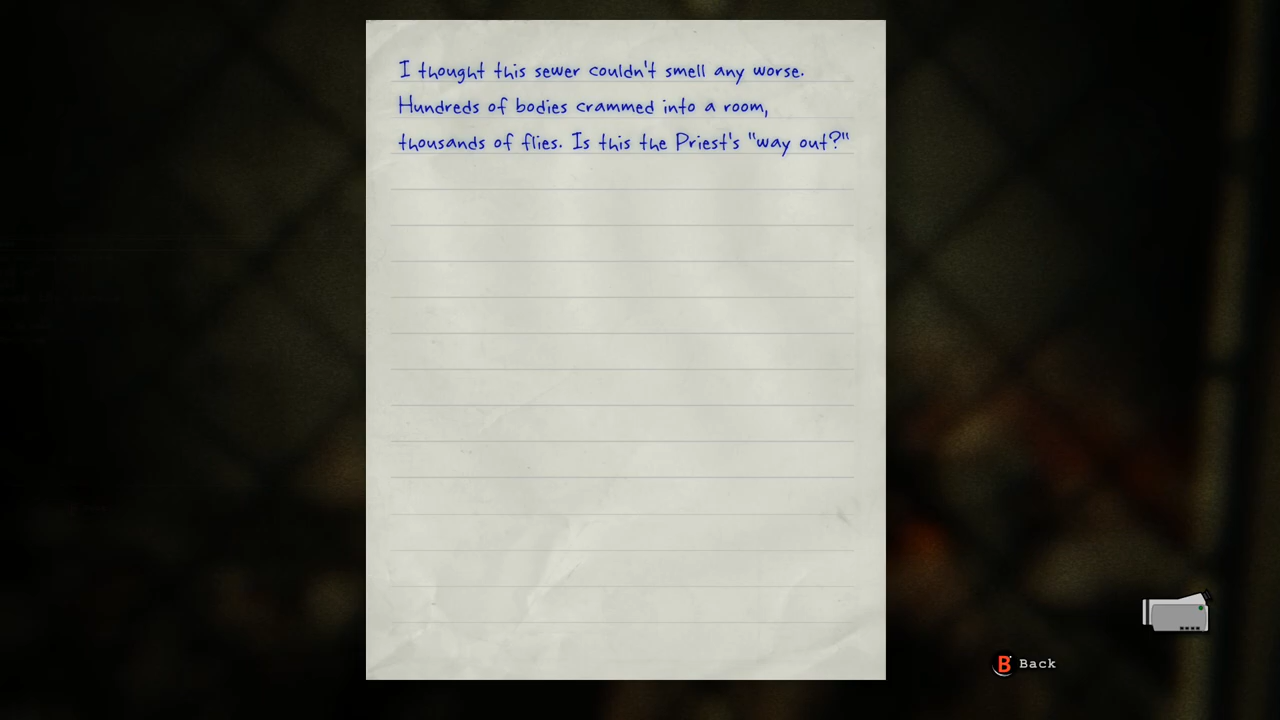 I thought this sewer couldn't smell any worse.
Hundreds of bodies crammed into a room,
thousands of flies. Is this the Priest's "way out?"
B Back